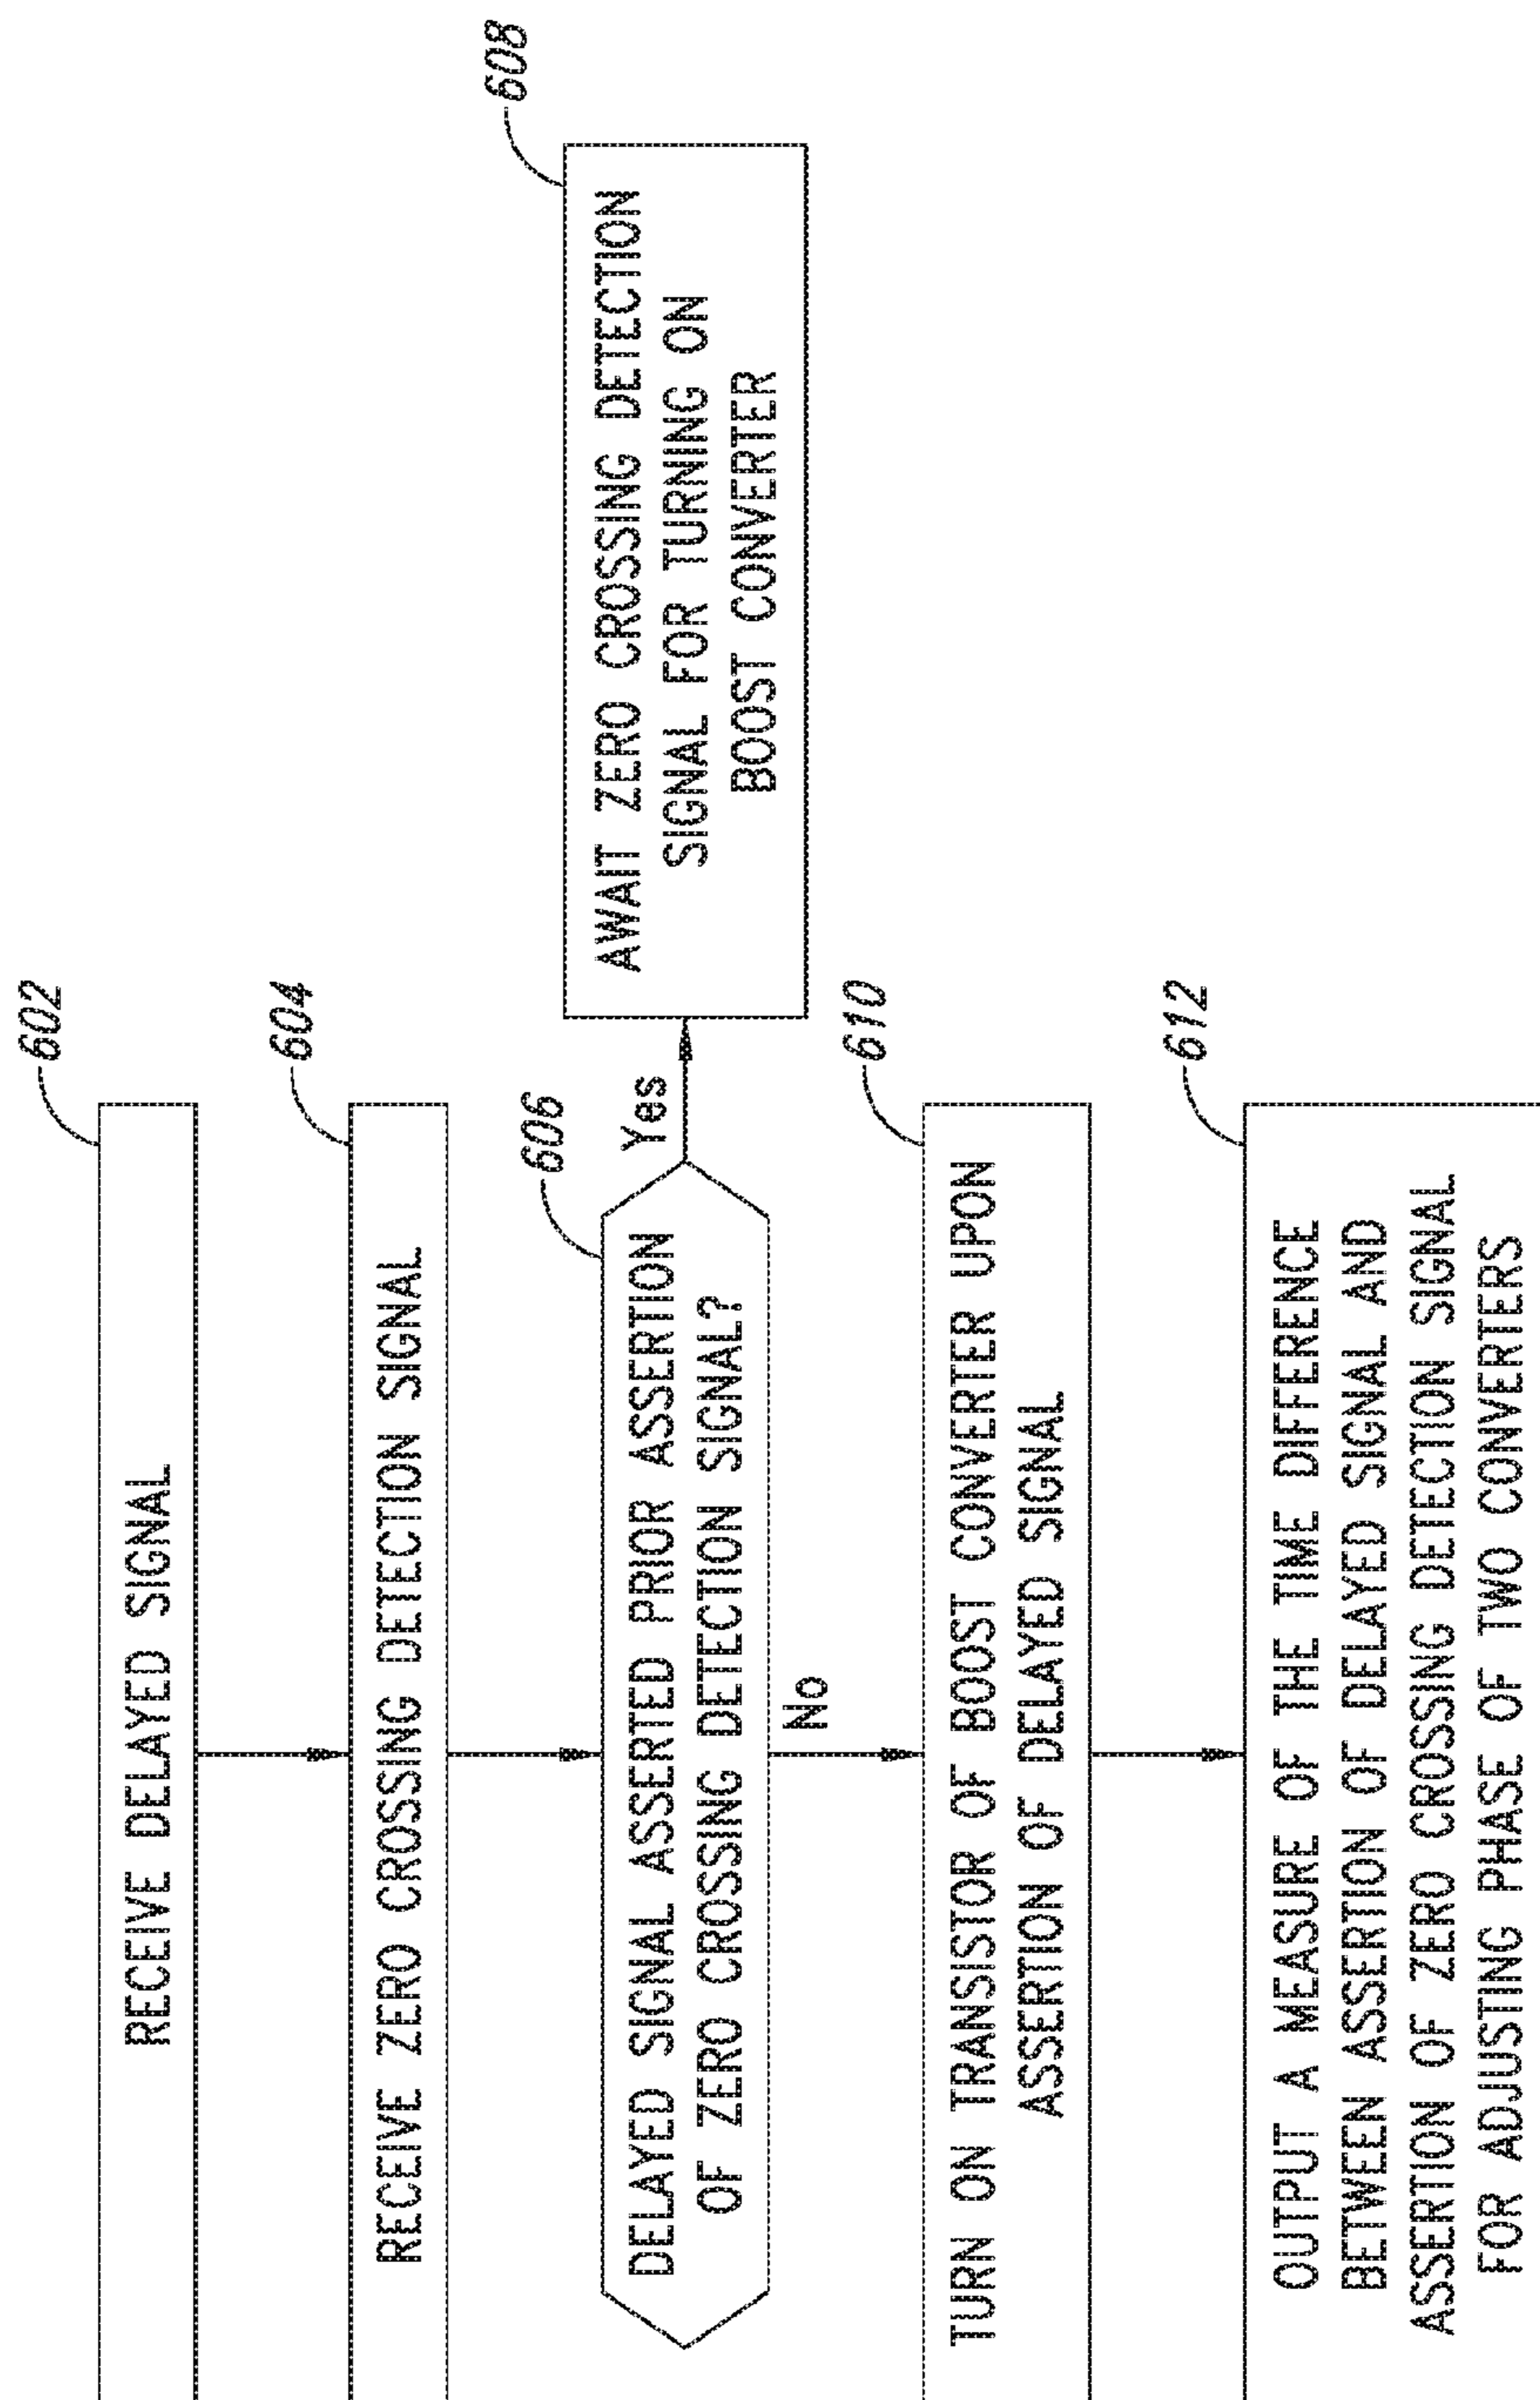 602
RECEIVE DELAYED SIGNAL
604
RECEIVE ZERO CROSSING DETECTION SIGNAL
606
DELAYED SIGNAL ASSERTED PRIOR ASSERTION
OF ZERO CROSSING DETECTION SIGNAL?
Yes
608
AWAIT ZERO CROSSING DETECTION
SIGNAL FOR TURNING ON
BOOST CONVERTER
No
610
TURN ON TRANSISTOR OF BOOST CONVERTER UPON
ASSERTION OF DELAYED SIGNAL
612
OUTPUT A MEASURE OF THE TIME DIFFERENCE
BETWEEN ASSERTION OF DELAYED SIGNAL AND
ASSERTION OF ZERO CROSSING DETECTION SIGNAL
FOR ADJUSTING PHASE OF TWO CONVERTERS